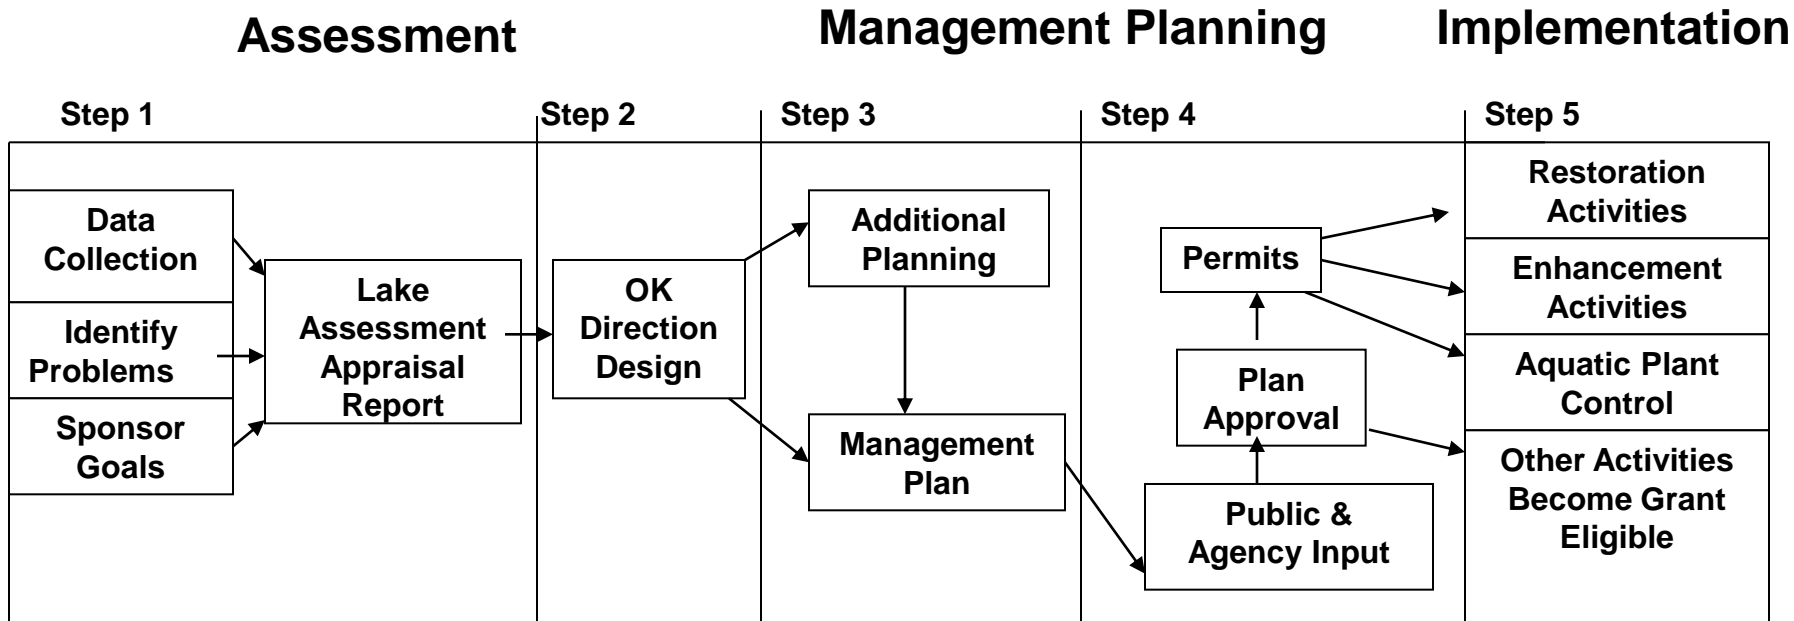 Assessment
Management Planning
Implementation
Step 1
Step 2
Step 3
Step 4
Step 5
Data
Collection
Identify
Problems
Sponsor
Goals
Lake
Assessment
Appraisal
Report
OK
Direction
Design
Additional
Planning
Management
Plan
Permits
Plan
Approval
Public &
Agency Input
Restoration
Activities
Enhancement
Activities
Aquatic Plant
Control
Other Activities
Become Grant
Eligible